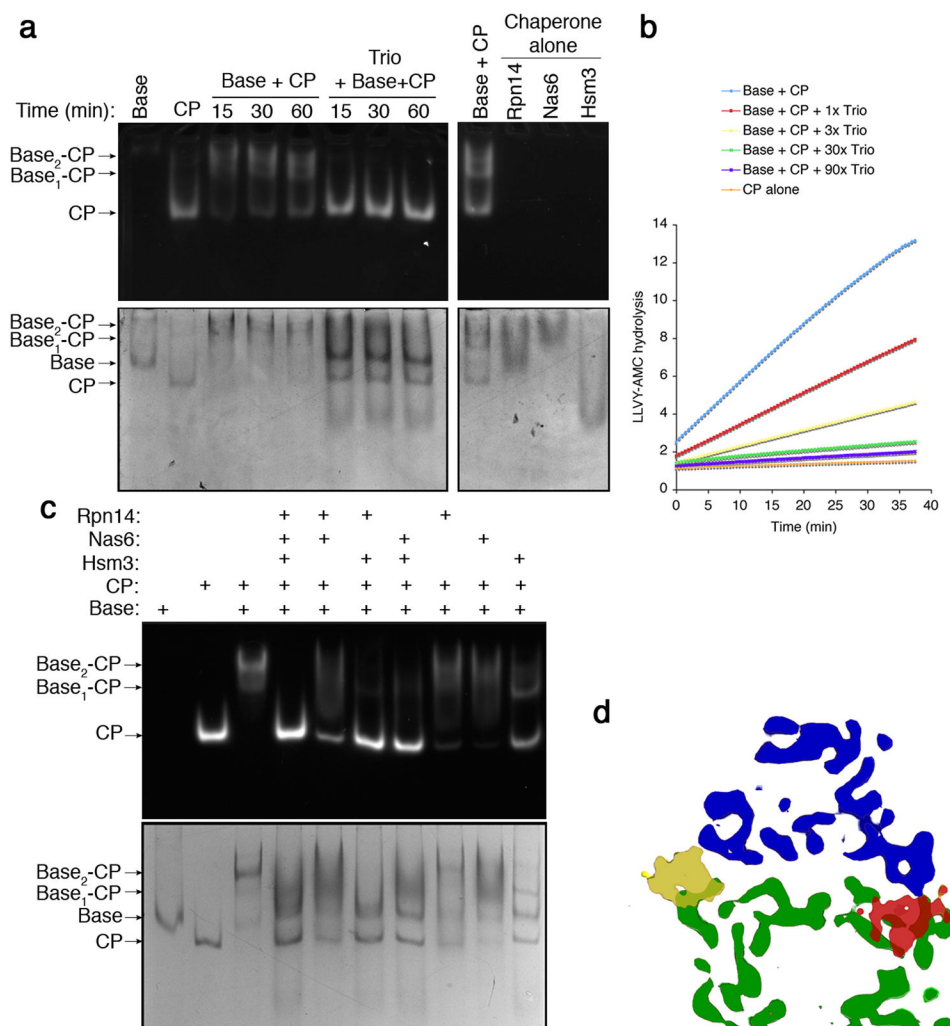 a
Base
CP
Base + CP
Trio
+ Base+CP
Time (min): 15 30 60 15 30 60
Base₂-CP
Base₁-CP
CP
Base₂-CP
Base₁-CP
Base
CP
Base + CP
Chaperone
alone
Rpn14
Nas6
Hsm3
b
Base + CP
Base + CP + 1x Trio
Base + CP + 3x Trio
Base + CP + 30x Trio
Base + CP + 90x Trio
CP alone
LLVY-AMC hydrolysis
14
12
10
8
6
4
2
0
0 5 10 15 20 25 30 35 40
Time (min)
c
Rpn14: + + + +
Nas6: + + + +
Hsm3: + + + +
CP: + + + + + + + + +
Base: + + + + + + + + +
Base₂-CP
Base₁-CP
CP
Base₂-CP
Base₁-CP
Base
CP
d